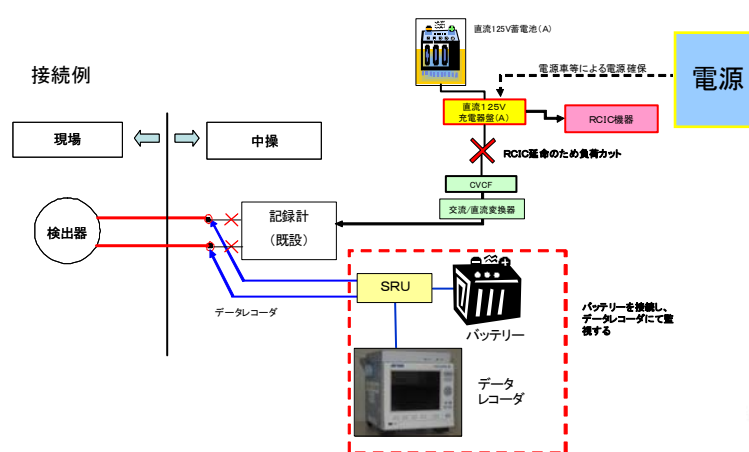 直流125V蓄電池(A)
接続例
電源車等による電源確保
電源
直流125V
充電器盤(A)
RCIC機器
現場
中操
RCIC延命のため負荷カット
CVCF
交流/直流変換器
記録計
(既設)
検出器
SRU
データレコーダ
バッテリー
バッテリーを接続し、
データレコーダにて監
視する
データ
レコーダ